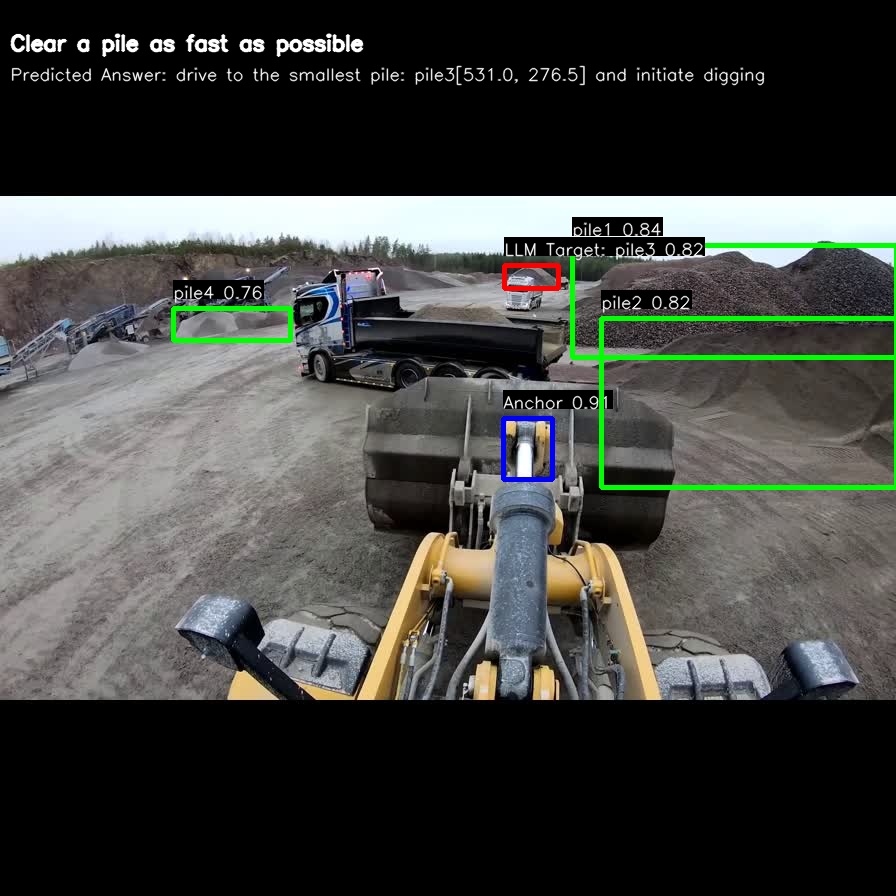 Clear a pile as fast as possible
Predicted Answer: drive to the smallest pile: pile3[531.0, 276.5] and initiate digging
pile1 0.84
LLM Target: pile3 0.82
pile4 0.76
pile2 0.82
Anchor 0.91